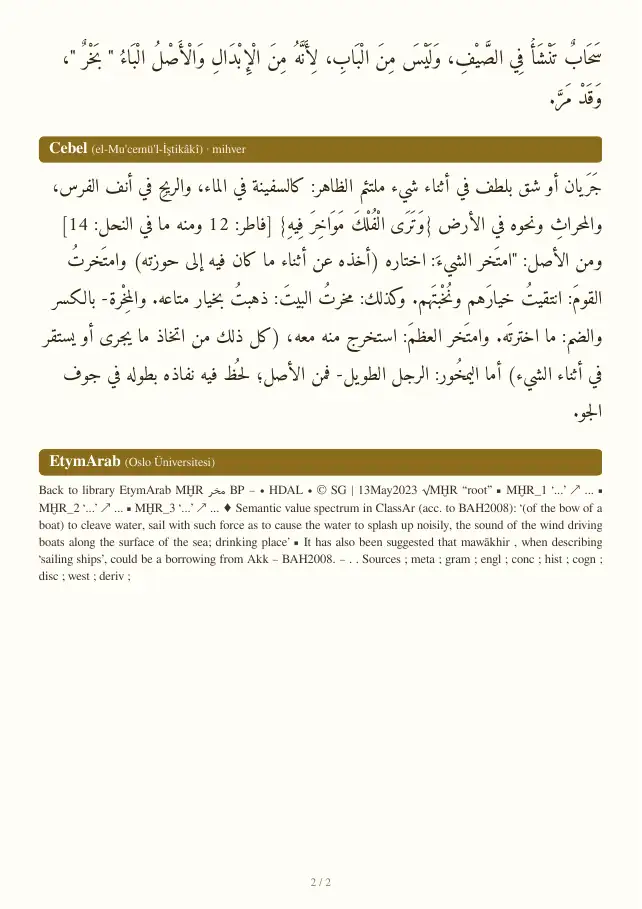 سَحَابٌ تَنْشَأُ فِي الصَّيْفِ، وَلَيْسَ مِنَ الْبَابِ، لِأَنَّهُ مِنَ الْإِبْدَالِ وَالْأَصْلُ الْبَاءُ " بَخْرٌ "،
وَقَدْ مَرَّ.
Cebel (el-Mu'cemü'l-İştikâkî) · mihver
جَرَيان أو شق بلطف في أثناء شيء ملتئم الظاهر: كالسفينة في الماء، والريحِ في أنف الفرس،
والمحراثِ ونحوه في الأرض {وَتَرَى الْفُلْكَ مَوَاخِرَ فِيهِ} [فاطر: 12 ومنه ما في النحل: 14]
ومن الأصل: "امتَخر الشيءَ: اختاره (أخذه عن أثناء ما كان فيه إلى حوزته) وامتَخرتُ
القومَ: انتقيتُ خيارَهم ونُخْبتَهم. وكذلك: مخرتُ البيتَ: ذهبتُ بخيار متاعه. والمِخْرة- بالكسر
والضم: ما اخترتَه. وامتَخر العظمَ: استخرج منه معه، (كل ذلك من اتخاذ ما يجرى أو يستقر
في أثناء الشيء) أما اليمخُور: الرجل الطويل- فمن الأصل؛ لحُظ فيه نفاذه بطوله في جوف
الجو.
EtymArab (Oslo Üniversitesi)
Back to library EtymArab MḪR مخر BP – • HDAL • © SG | 13May2023 √MḪR “root” ▪ MḪR_1 ‘...’ ↗ ... ▪
MḪR_2 ‘...’ ↗ ... ▪ MḪR_3 ‘...’ ↗ ... ♦ Semantic value spectrum in ClassAr (acc. to BAH2008): ‘(of the bow of a
boat) to cleave water, sail with such force as to cause the water to splash up noisily, the sound of the wind driving
boats along the surface of the sea; drinking place’ ▪ It has also been suggested that mawākhir , when describing
‘sailing ships’, could be a borrowing from Akk – BAH2008. – . . Sources ; meta ; gram ; engl ; conc ; hist ; cogn ;
disc ; west ; deriv ;
2 / 2